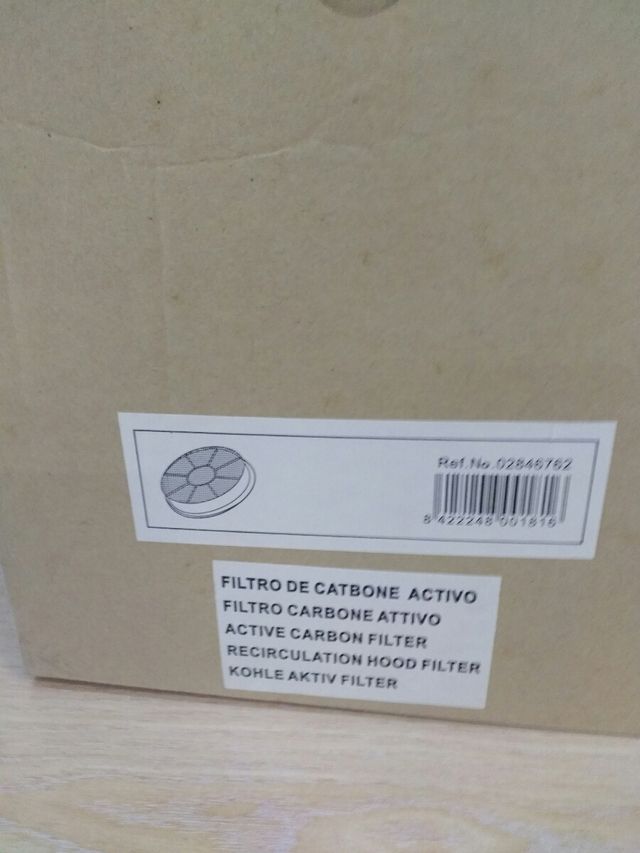 Ref.No.02846762
8 422248 001816
FILTRO DE CATBONE ACTIVO
FILTRO CARBONE ATTIVO
ACTIVE CARBON FILTER
RECIRCULATION HOOD FILTER
KOHLE AKTIV FILTER